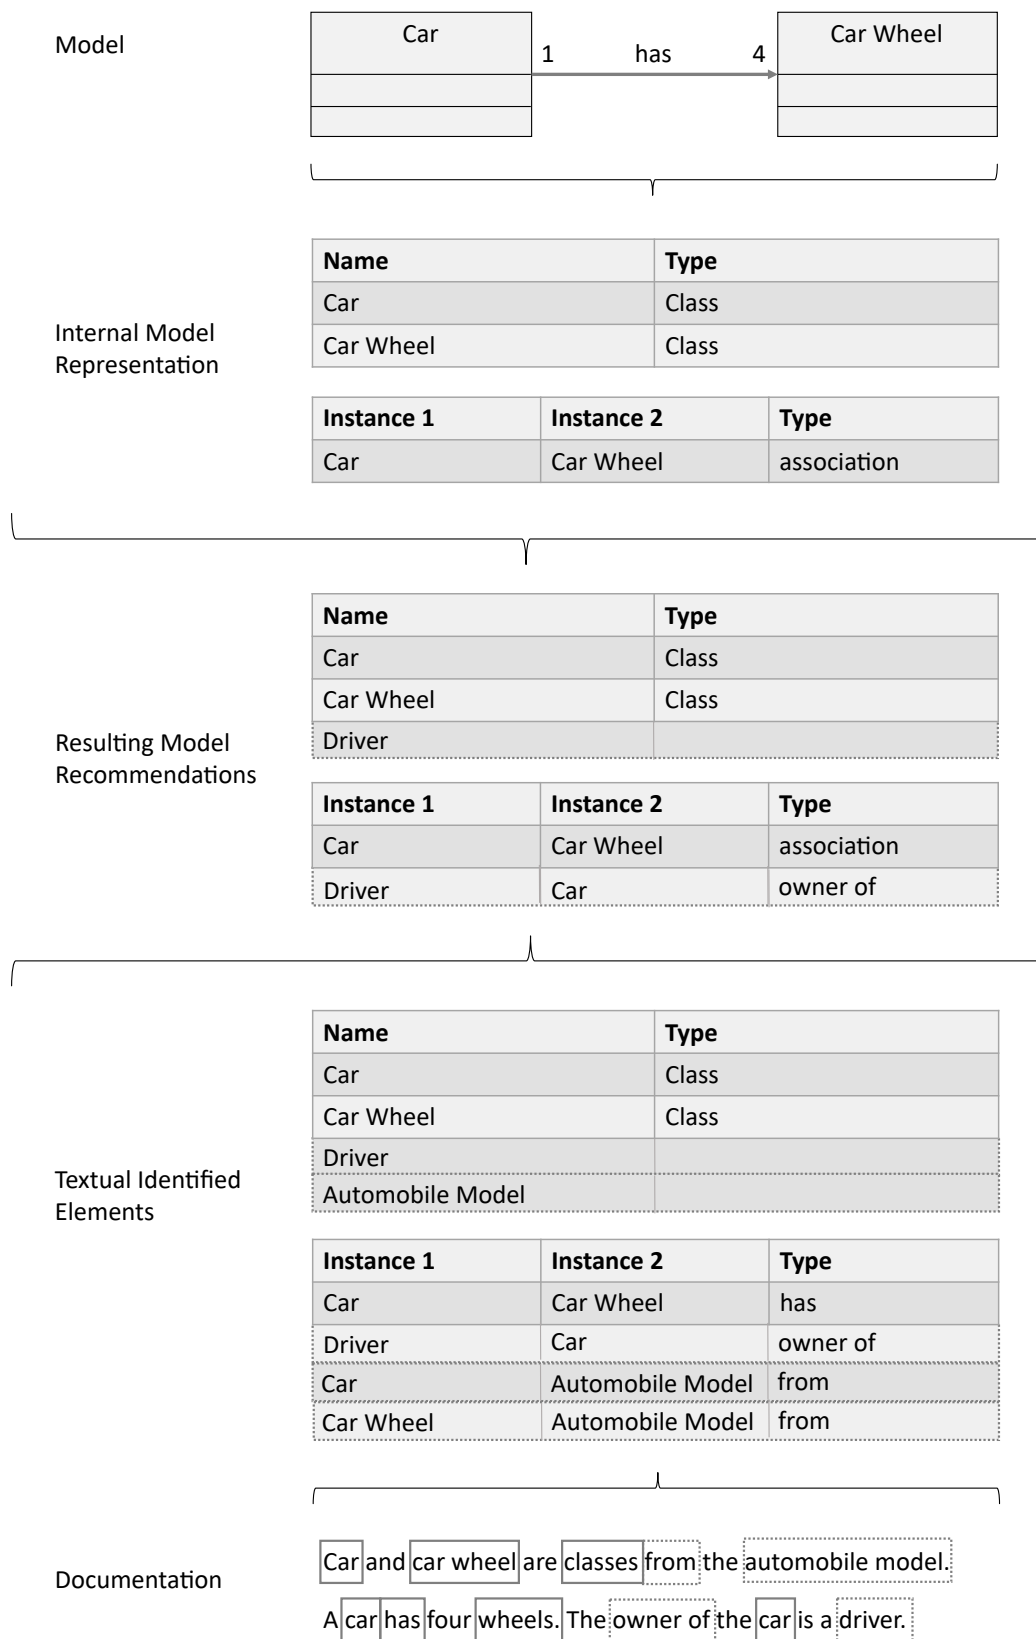 Model
Car
1 has 4
Car Wheel
Internal Model
Representation
Name Type
Car Class
Car Wheel Class
Instance 1 Instance 2 Type
Car Car Wheel association
Resulting Model
Recommendations
Name Type
Car Class
Car Wheel Class
Driver
Instance 1 Instance 2 Type
Car Car Wheel association
Driver Car owner of
Textual Identified
Elements
Name Type
Car Class
Car Wheel Class
Driver
Automobile Model
Instance 1 Instance 2 Type
Car Car Wheel has
Driver Car owner of
Car Automobile Model from
Car Wheel Automobile Model from
Documentation
Car and car wheel are classes from the automobile model.
A car has four wheels. The owner of the car is a driver.